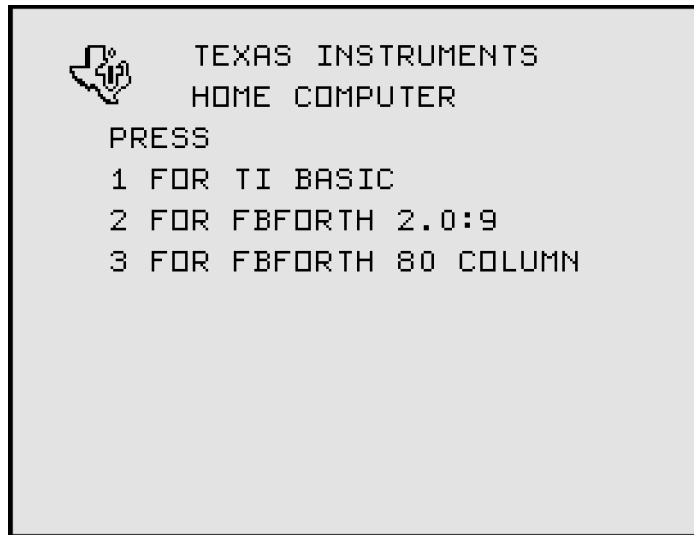 TEXAS INSTRUMENTS
HOME COMPUTER
PRESS
1 FOR TI BASIC
2 FOR FBFORTH 2.0:9
3 FOR FBFORTH 80 COLUMN